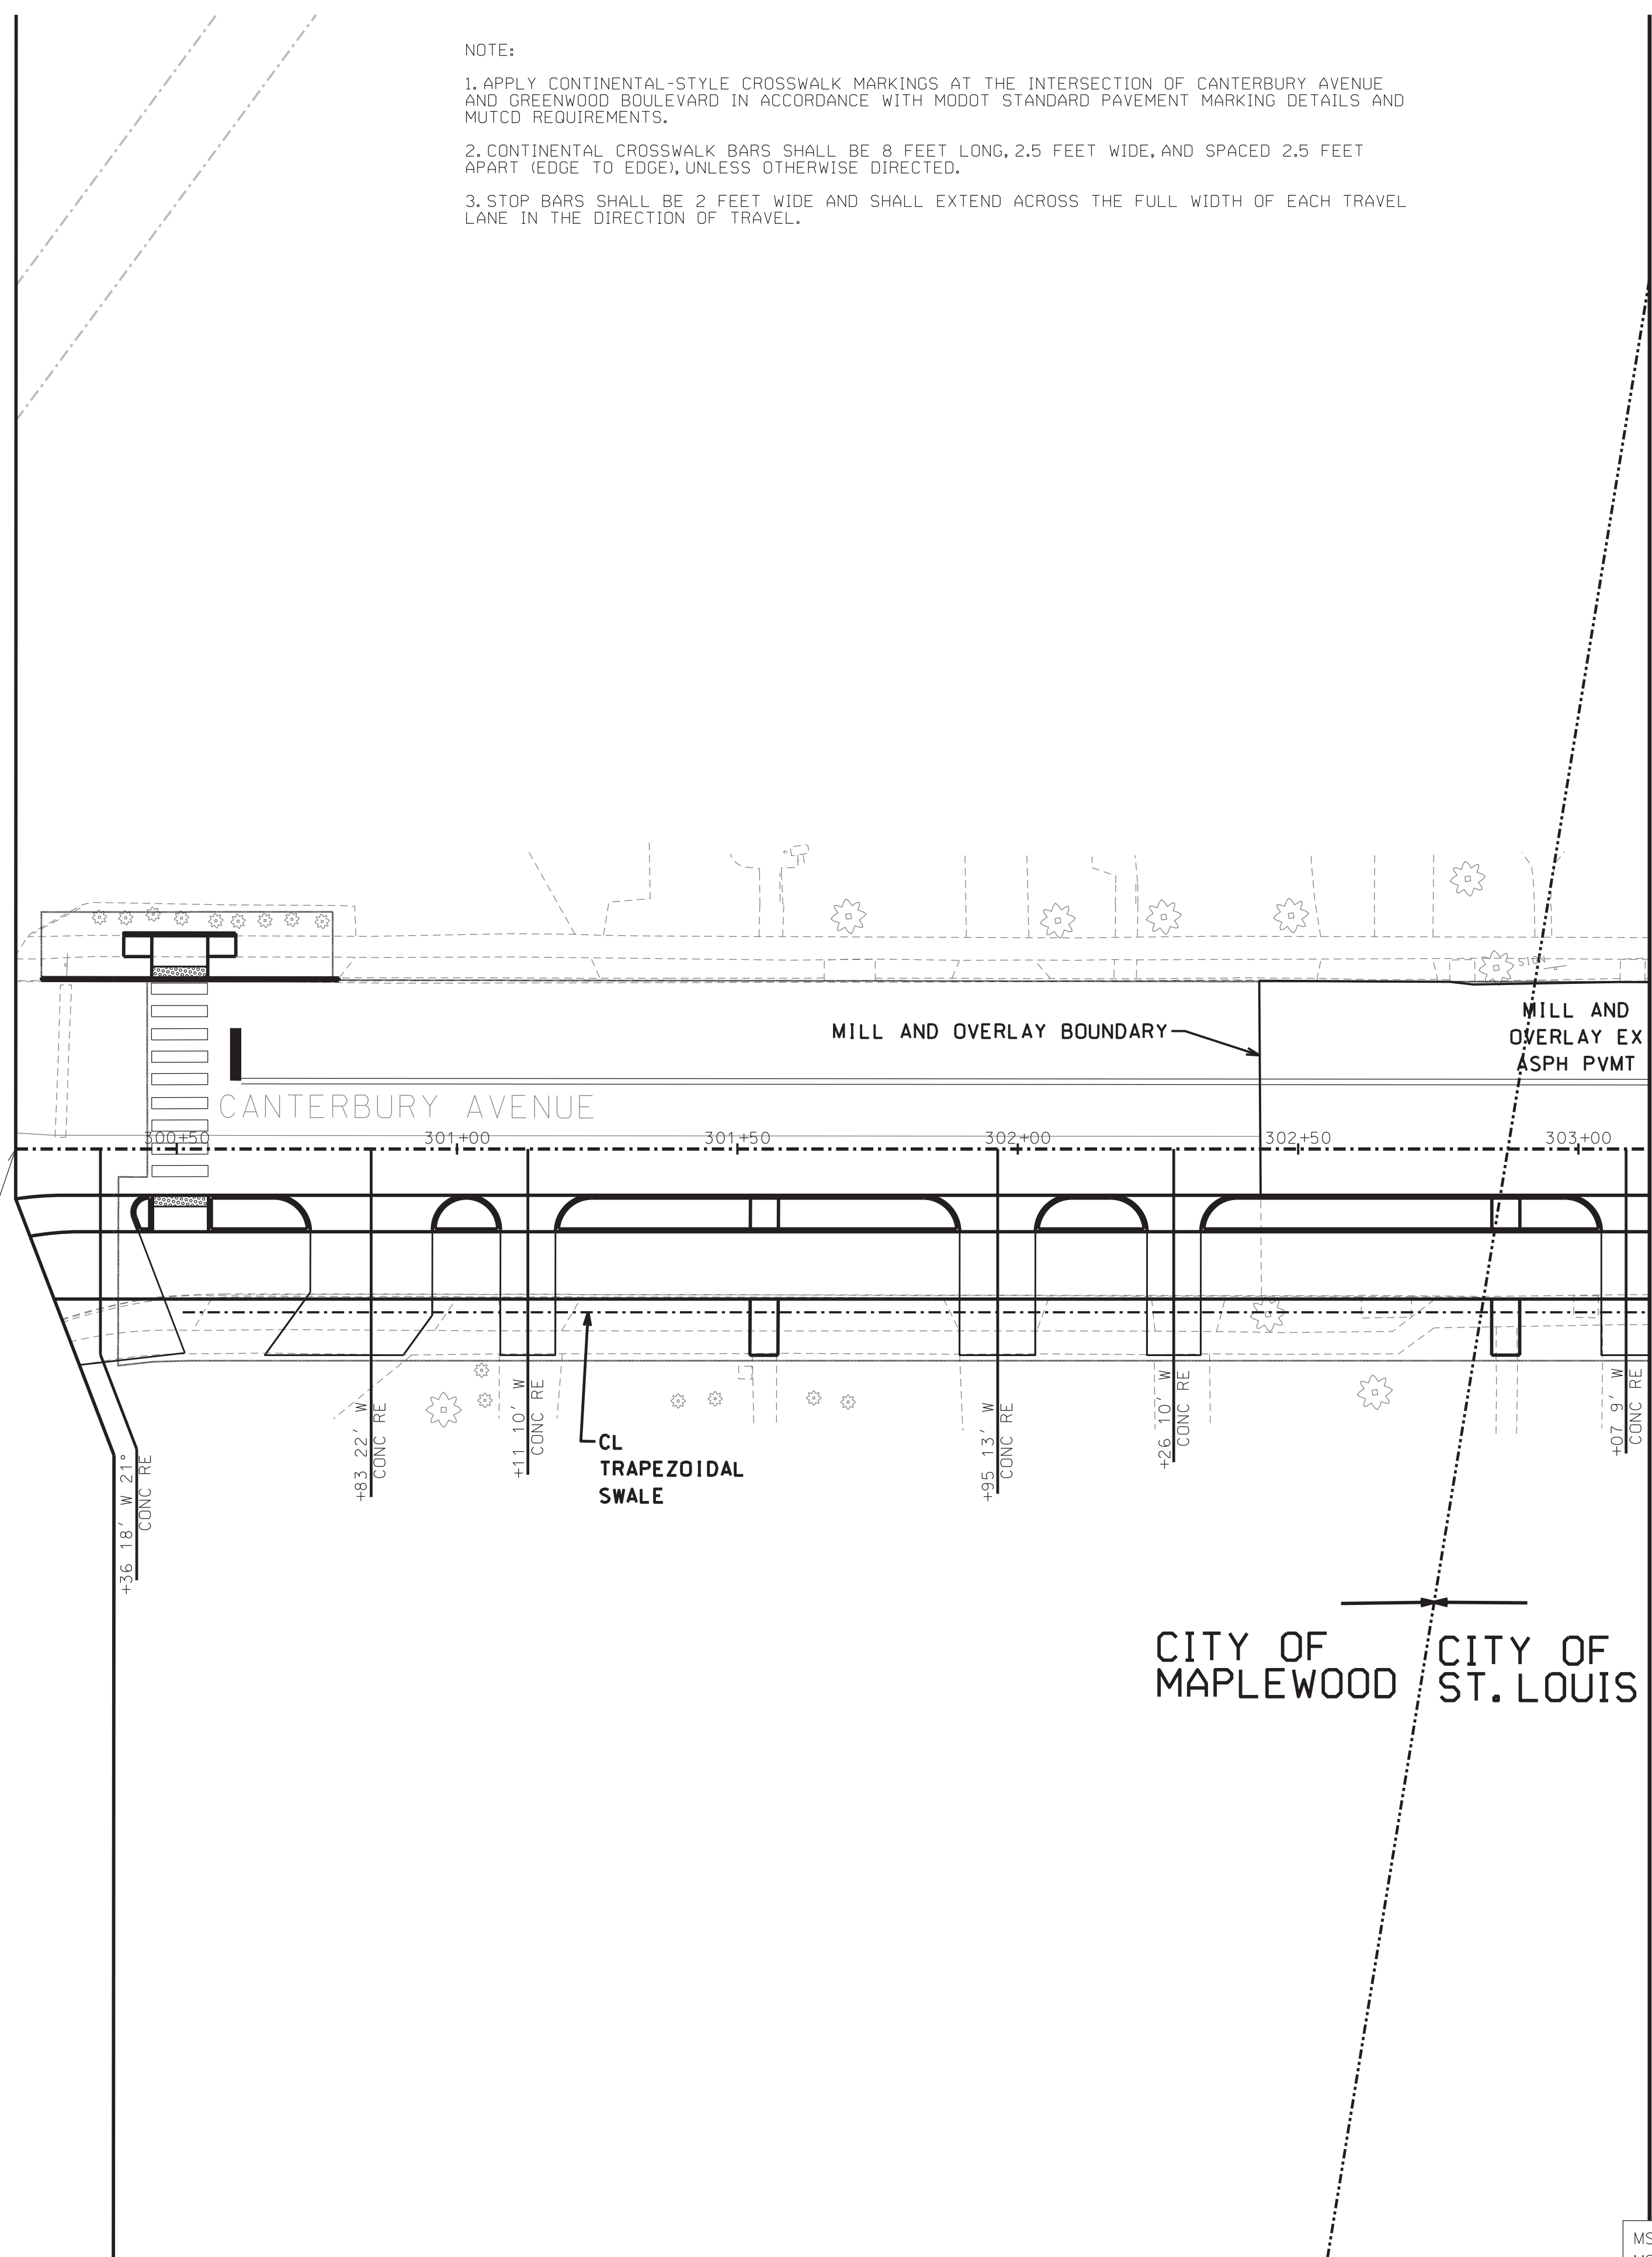 NOTE:
1. APPLY CONTINENTAL-STYLE CROSSWALK MARKINGS AT THE INTERSECTION OF CANTERBURY AVENUE
AND GREENWOOD BOULEVARD IN ACCORDANCE WITH MODOT STANDARD PAVEMENT MARKING DETAILS AND
MUTCD REQUIREMENTS.
2. CONTINENTAL CROSSWALK BARS SHALL BE 8 FEET LONG, 2.5 FEET WIDE, AND SPACED 2.5 FEET
APART (EDGE TO EDGE), UNLESS OTHERWISE DIRECTED.
3. STOP BARS SHALL BE 2 FEET WIDE AND SHALL EXTEND ACROSS THE FULL WIDTH OF EACH TRAVEL
LANE IN THE DIRECTION OF TRAVEL.
SIGN
MILL AND OVERLAY BOUNDARY
MILL AND
OVERLAY EX
ASPH PVMT
CANTERBURY AVENUE
300+50
301+00
301+50
302+00
302+50
303+00
+36 18' W 21°
CONC RE
+83 22' W
CONC RE
+11 10' W
CONC RE
CL
TRAPEZOIDAL
SWALE
+95 13' W
CONC RE
+26 10' W
CONC RE
+07 9' W
CONC RE
CITY OF
MAPLEWOOD
CITY OF
ST. LOUIS
MS